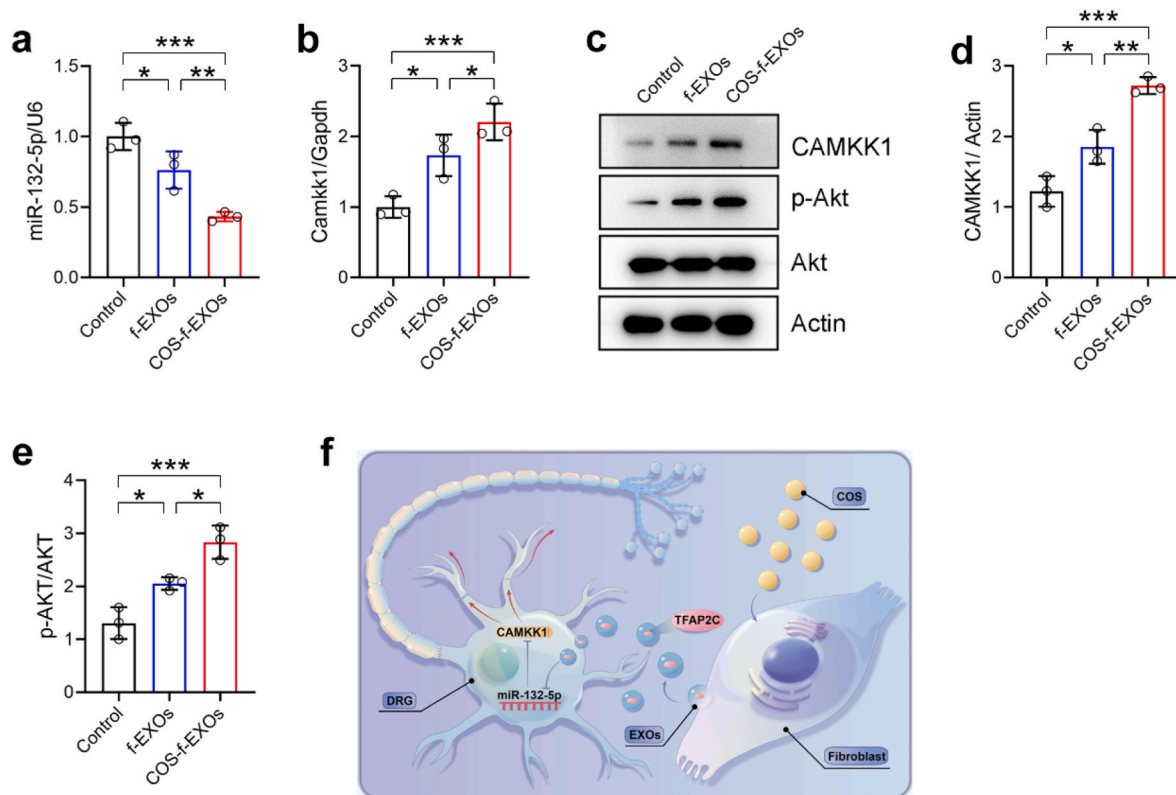 a
miR-132-5p/U6
1.5
1.0
0.5
0.0
***
*
**
Control
f-EXOs
COS-f-EXOs
b
Camkk1/Gapdh
3
2
1
0
***
*
*
Control
f-EXOs
COS-f-EXOs
c
Control
f-EXOs
COS-f-EXOs
CAMKK1
p-Akt
Akt
Actin
d
CAMKK1/ Actin
3
2
1
0
***
*
**
Control
f-EXOs
COS-f-EXOs
e
p-AKT/AKT
4
3
2
1
0
***
*
*
Control
f-EXOs
COS-f-EXOs
f
COS
TFAP2C
CAMKK1
miR-132-5p
DRG
EXOs
Fibroblast